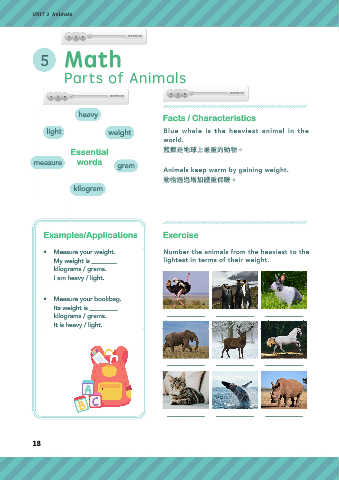 UNIT 2 Animals
5
Math
Parts of Animals
heavy
light
weight
Essential
words
measure
gram
kilogram
Facts / Characteristics
Blue whale is the heaviest animal in the
world.
藍鯨是地球上最重的動物。
Animals keep warm by gaining weight.
動物透過增加體重保暖。
Examples/Applications
• Measure your weight.
My weight is ________
kilograms / grams.
I am heavy / light.
• Measure your bookbag.
Its weight is ________
kilograms / grams.
It is heavy / light.
A
B
C
Exercise
Number the animals from the heaviest to the
lightest in terms of their weight.
18